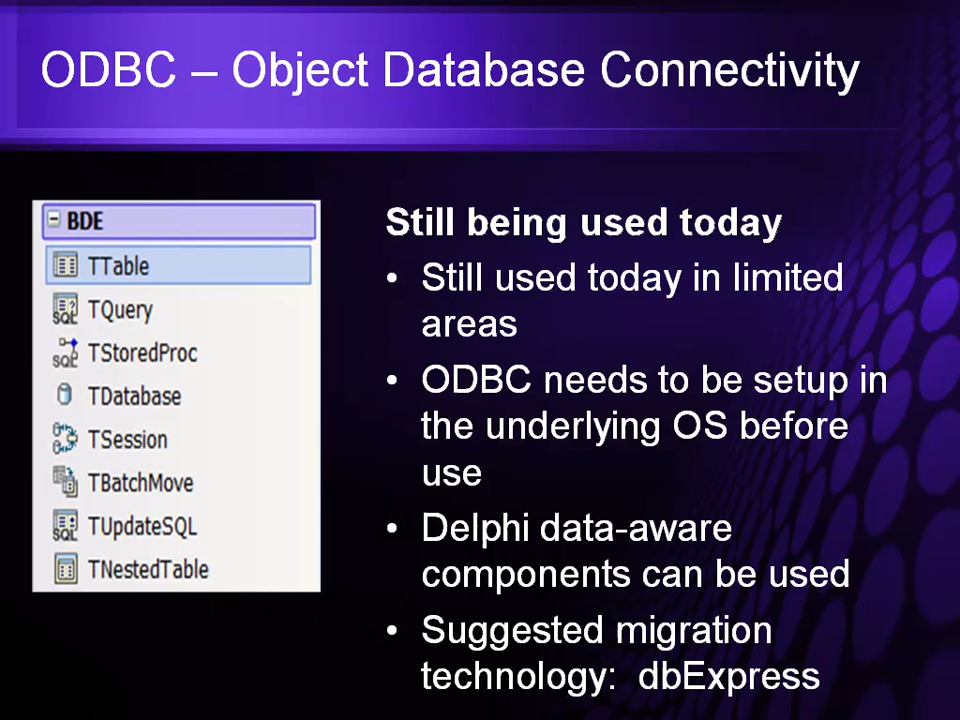 ODBC – Object Database Connectivity
BDE
TTable
TQuery
TStoredProc
TDatabase
TSession
TBatchMove
TUpdateSQL
TNestedTable
Still being used today
• Still used today in limited
areas
• ODBC needs to be setup in
the underlying OS before
use
• Delphi data-aware
components can be used
• Suggested migration
technology:  dbExpress